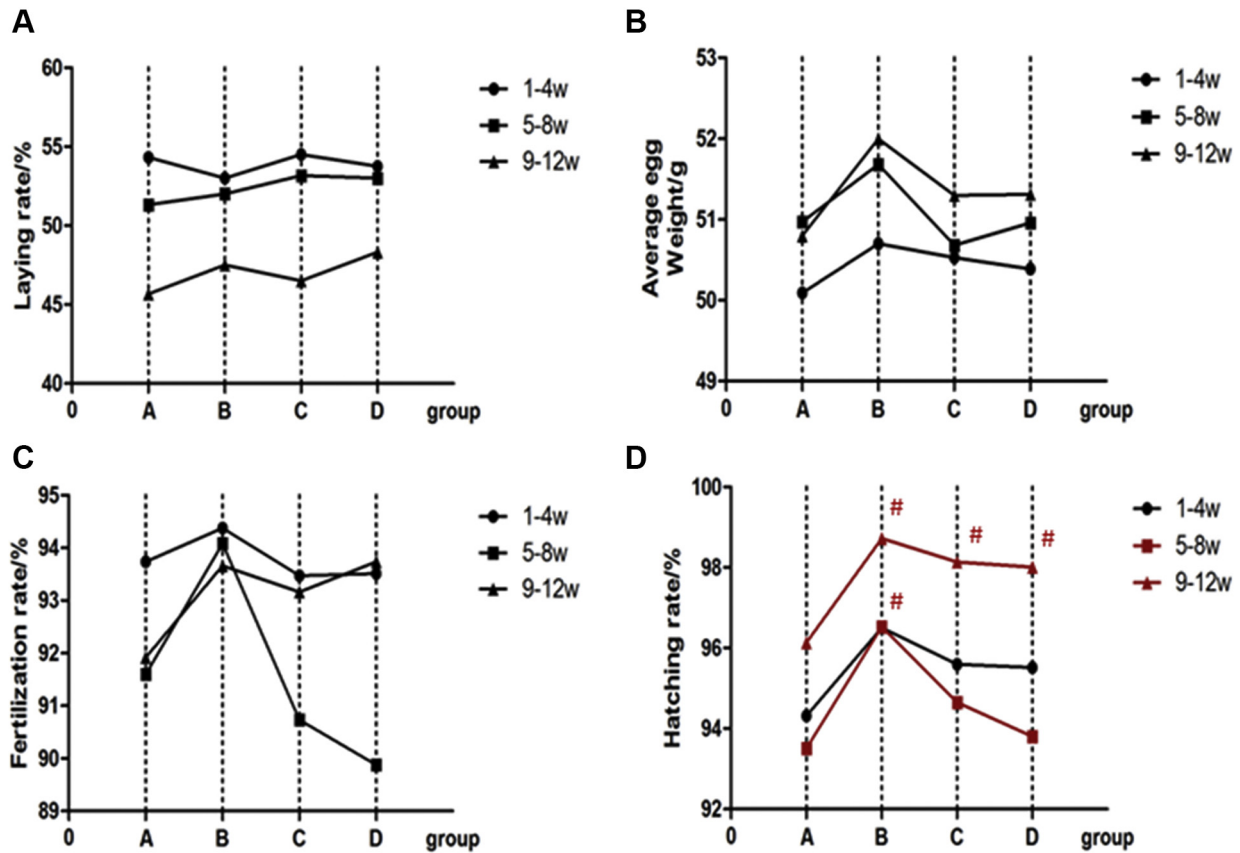 A
Laying rate/%
60
55
50
45
40
0
A
B
C
D
group
1-4w
5-8w
9-12w
B
Average egg
Weight/g
53
52
51
50
49
0
A
B
C
D
group
1-4w
5-8w
9-12w
C
Fertilization rate/%
95
94
93
92
91
90
89
0
A
B
C
D
group
1-4w
5-8w
9-12w
D
Hatching rate/%
100
98
96
94
92
#
#
#
#
0
A
B
C
D
group
1-4w
5-8w
9-12w